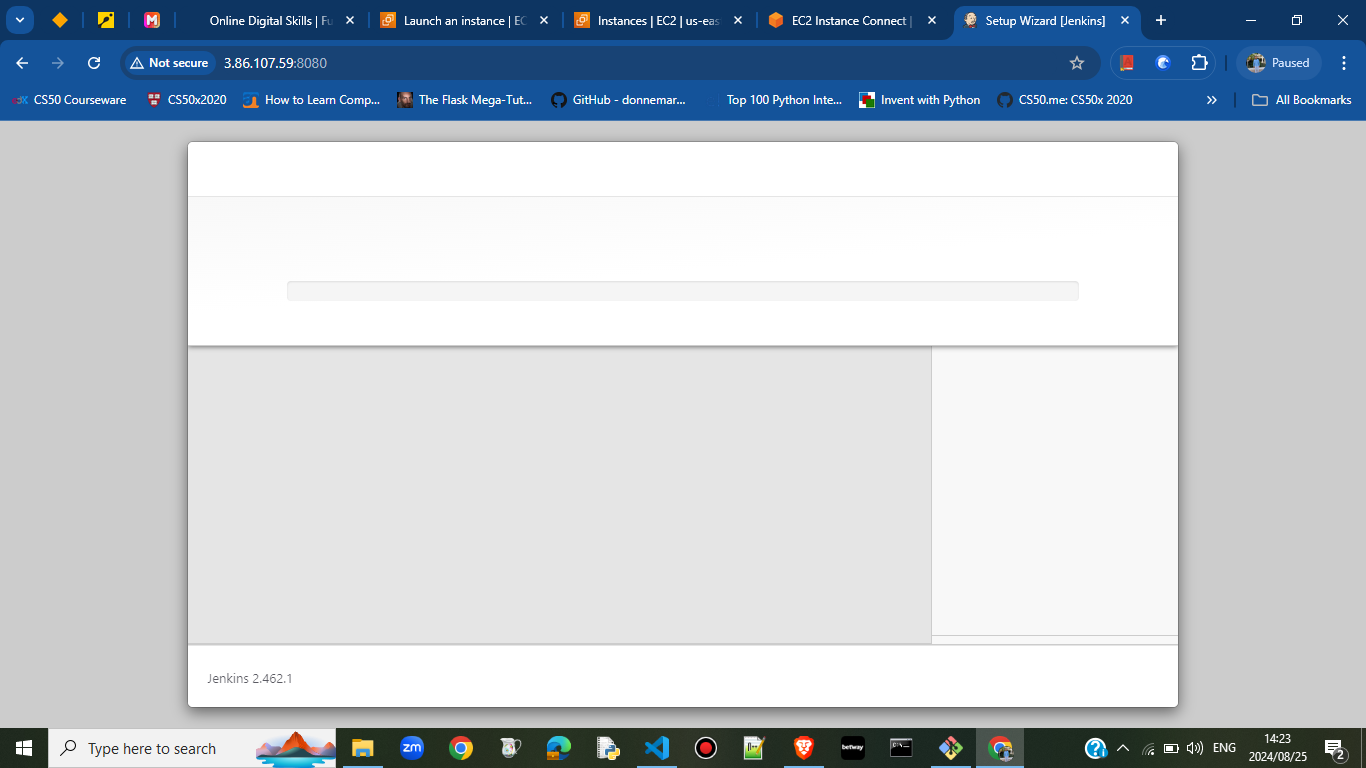 Online Digital Skills | Fu
Launch an instance | EC
Instances | EC2 | us-eas
EC2 Instance Connect |
Setup Wizard [Jenkins]
Not secure
3.86.107.59:8080
Paused
CS50 Courseware
CS50x2020
How to Learn Comp...
The Flask Mega-Tut...
GitHub - donnemar...
Top 100 Python Inte...
Invent with Python
CS50.me: CS50x 2020
»
All Bookmarks
Jenkins 2.462.1
Type here to search
zm
betway
ENG
14:23
2024/08/25
2